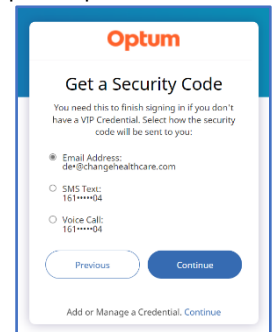 Optum
Get a Security Code
You need this to finish signing in if you don't
have a VIP Credential. Select how the security
code will be sent to you:
Email Address:
de•@changehealthcare.com
SMS Text:
161•••••04
Voice Call:
161•••••04
Previous
Continue
Add or Manage a Credential. Continue